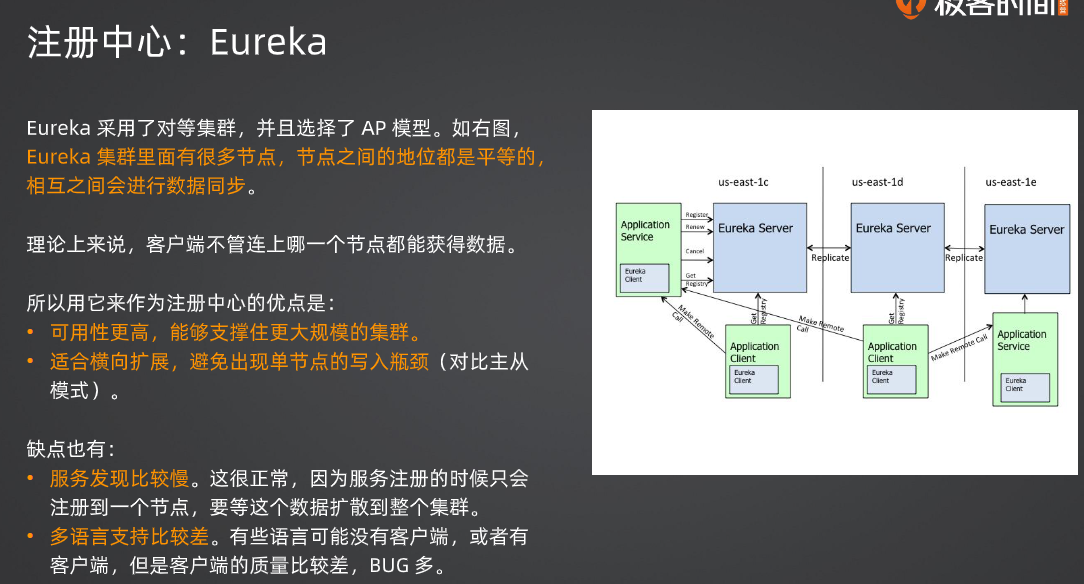 极客时间
注册中心：Eureka
Eureka 采用了对等集群，并且选择了 AP 模型。如右图，
Eureka 集群里面有很多节点，节点之间的地位都是平等的，
相互之间会进行数据同步。
理论上来说，客户端不管连上哪一个节点都能获得数据。
所以用它来作为注册中心的优点是：
• 可用性更高，能够支撑住更大规模的集群。
• 适合横向扩展，避免出现单节点的写入瓶颈（对比主从
模式）。
缺点也有：
• 服务发现比较慢。这很正常，因为服务注册的时候只会
注册到一个节点，要等这个数据扩散到整个集群。
• 多语言支持比较差。有些语言可能没有客户端，或者有
客户端，但是客户端的质量比较差，BUG 多。
us-east-1c
us-east-1d
us-east-1e
Application
Service
Eureka
Client
Register
Renew
Cancel
Get
Registry
Eureka Server
Replicate
Eureka Server
Replicate
Eureka Server
Make Remote
Call
Get
Registry
Make Remote
Call
Get
Registry
Make Remote Call
Application
Client
Eureka
Client
Application
Client
Eureka
Client
Application
Service
Eureka
Client